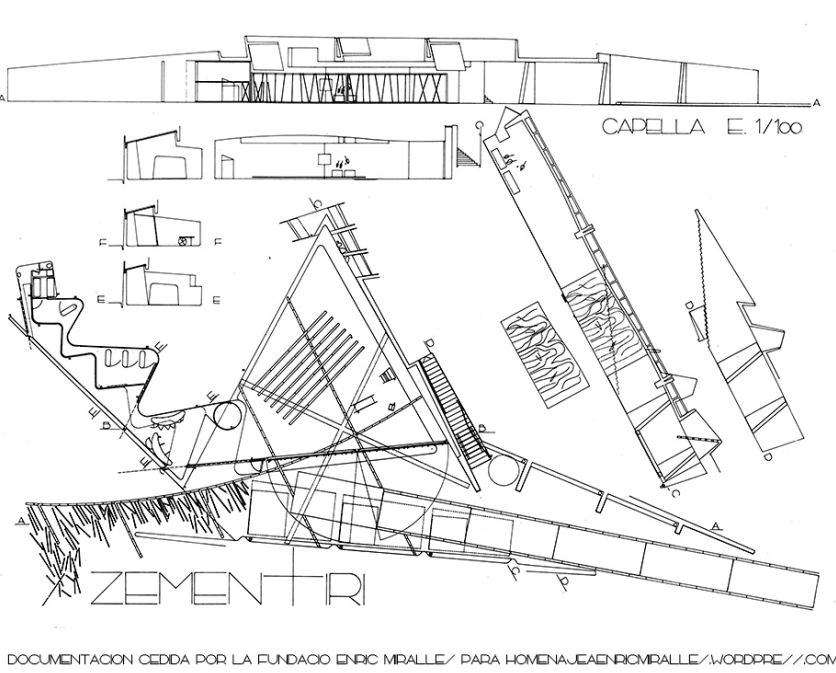 A A
CAPELLA E. 1/100
C
F F
C
E E
D
D
E
E
E
B
B
E
D
C
A
A
C D
ZEMENTIRI
DOCUMENTACION CEDIDA POR LA FUNDACIO ENRIC MIRALLES PARA HOMENAJEAENRICMIRALLES.WORDPRESS.COM